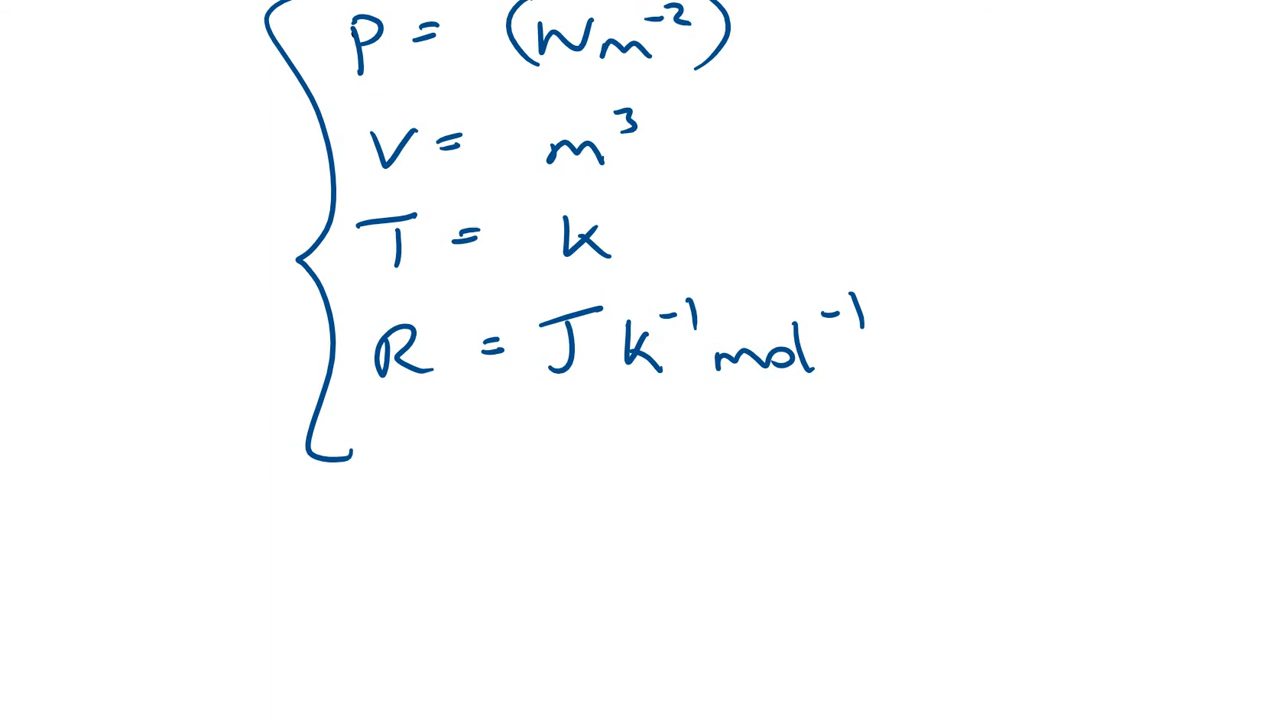 P = (Nm⁻²)
V = m³
T = K
R = J K⁻¹ mol⁻¹